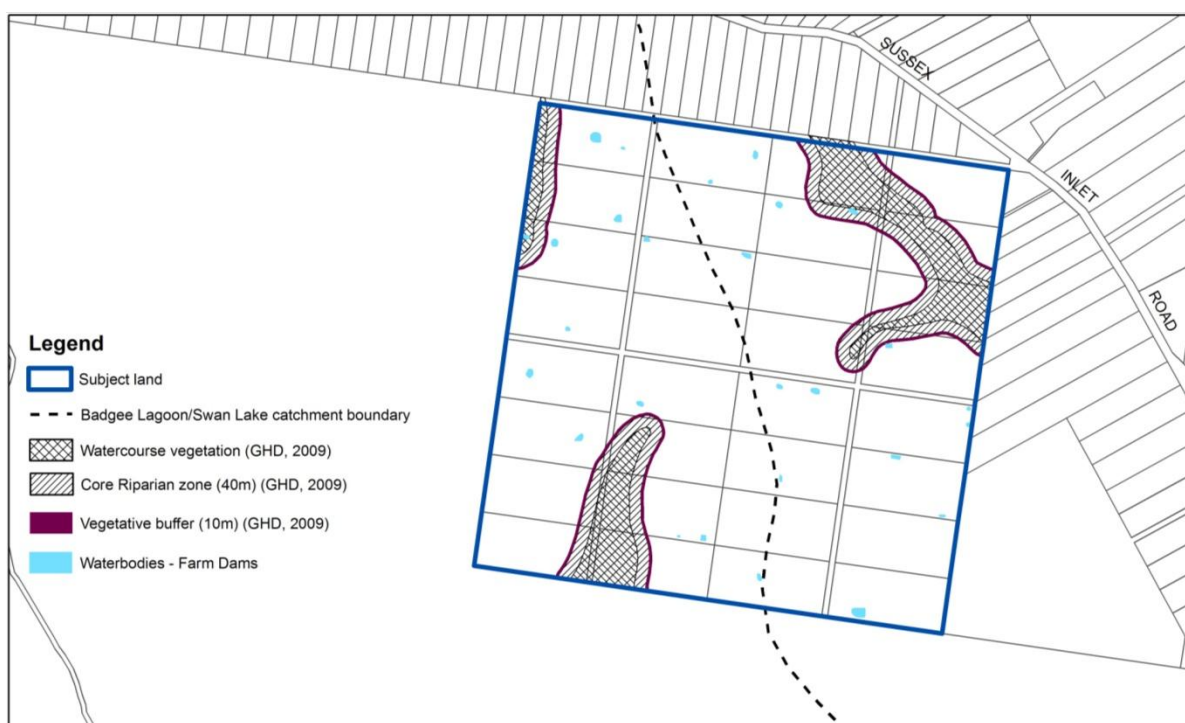 SUSSEX
INLET
ROAD
Legend
Subject land
Badgee Lagoon/Swan Lake catchment boundary
Watercourse vegetation (GHD, 2009)
Core Riparian zone (40m) (GHD, 2009)
Vegetative buffer (10m) (GHD, 2009)
Waterbodies - Farm Dams